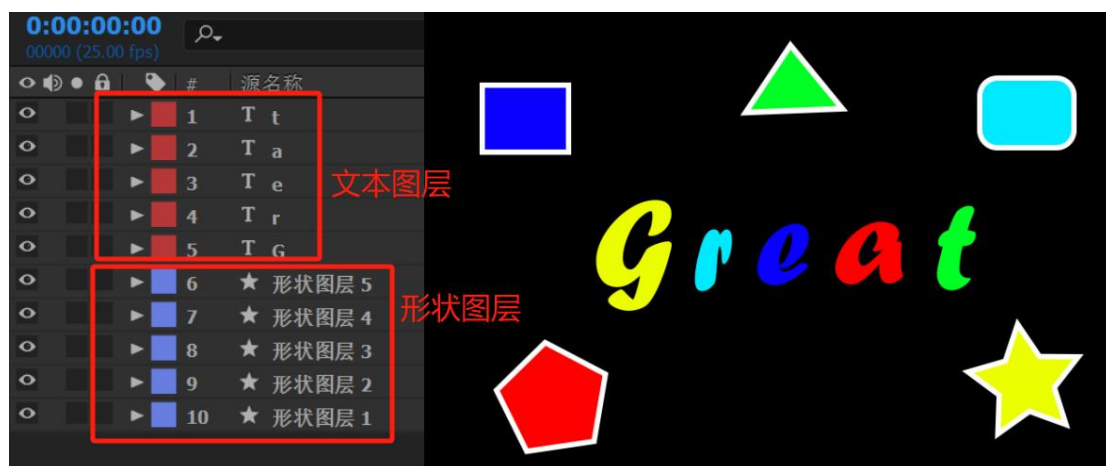 0:00:00:00
00000 (25.00 fps)
# 源名称
1 T t
2 T a
3 T e
4 T r
5 T G
文本图层
6 ★ 形状图层 5
7 ★ 形状图层 4
8 ★ 形状图层 3
9 ★ 形状图层 2
10 ★ 形状图层 1
形状图层
Great